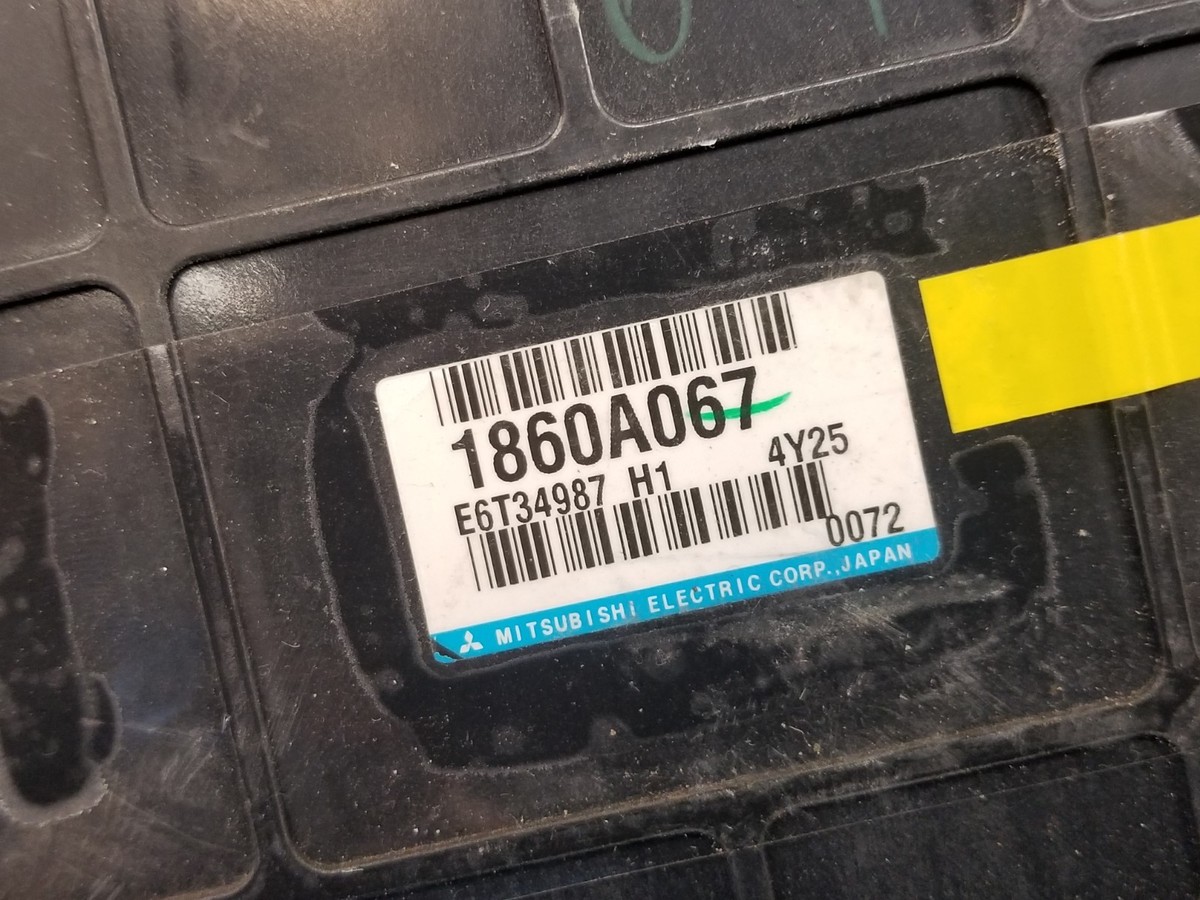 1860A067
E6T34987 H1 4Y25
0072
MITSUBISHI ELECTRIC CORP.,JAPAN